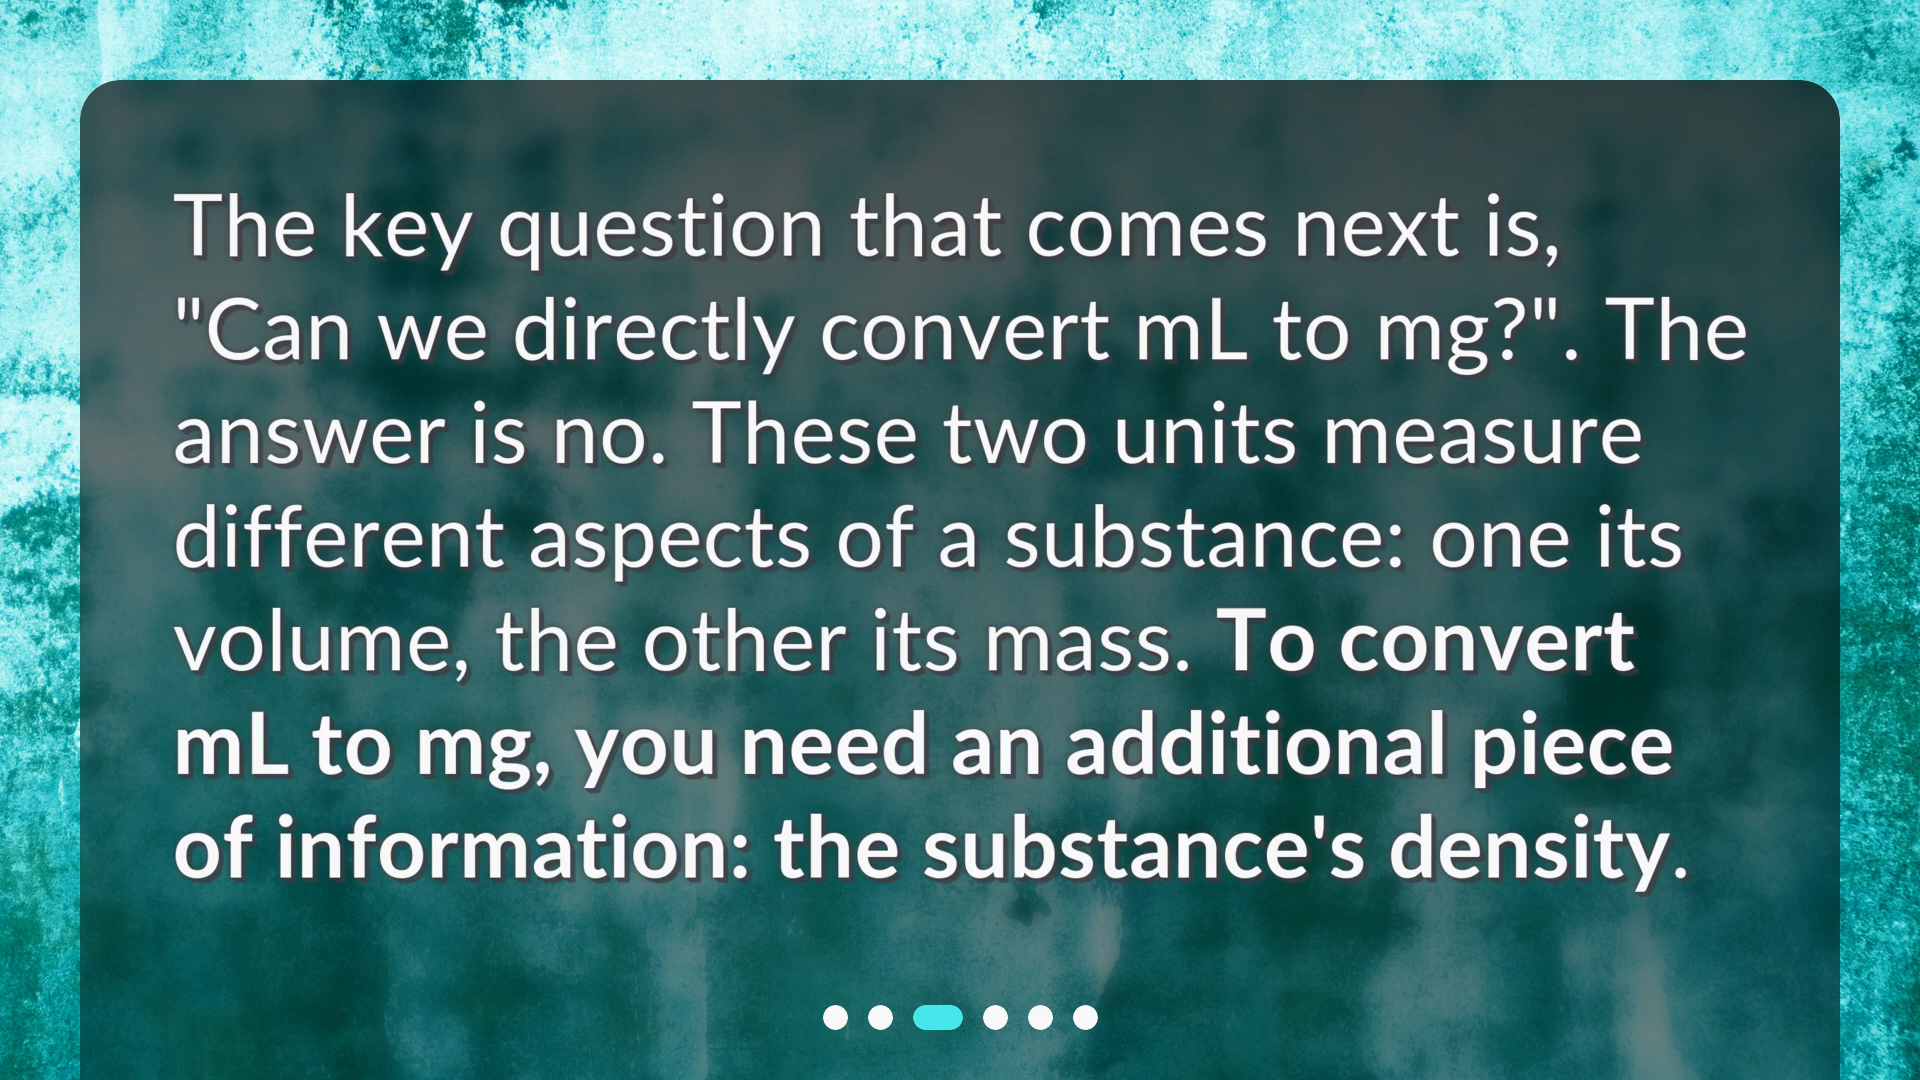 The key question that comes next is,
"Can we directly convert mL to mg?". The
answer is no. These two units measure
different aspects of a substance: one its
volume, the other its mass. To convert
mL to mg, you need an additional piece
of information: the substance's density.